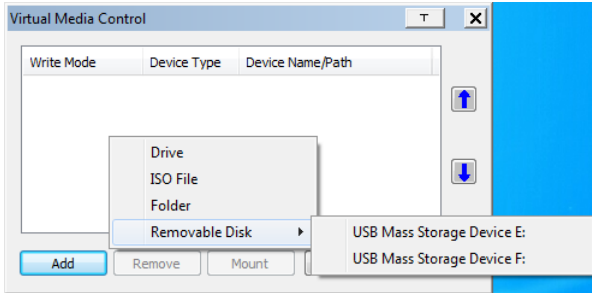 Virtual Media Control
Write Mode Device Type Device Name/Path
Drive
ISO File
Folder
Removable Disk
USB Mass Storage Device E:
USB Mass Storage Device F:
Add Remove Mount